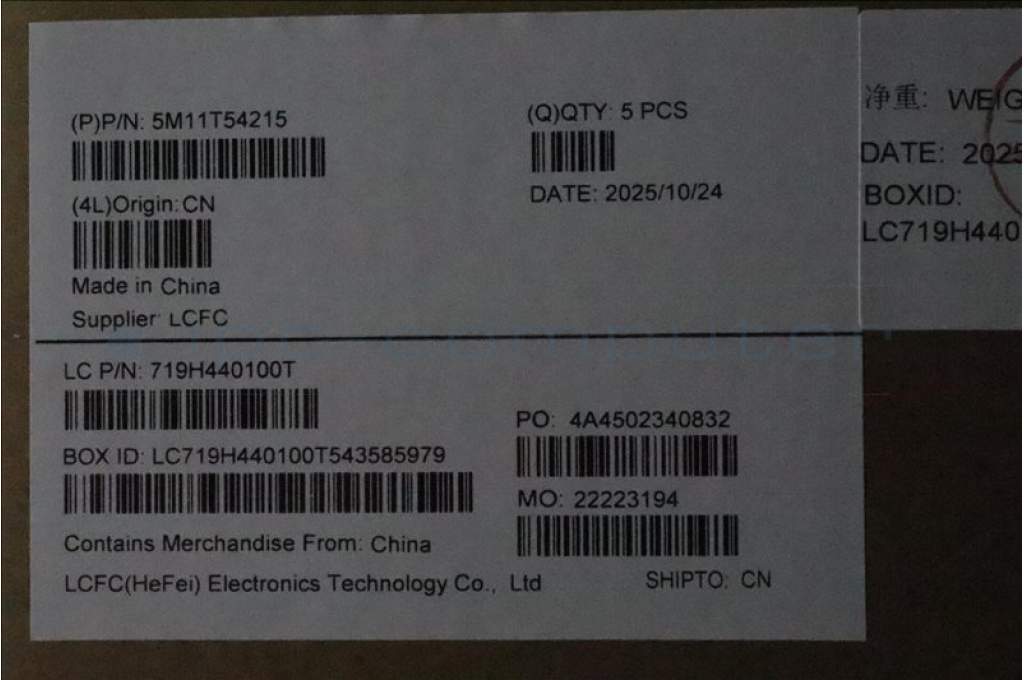 (P)P/N: 5M11T54215
(Q)QTY: 5 PCS
DATE: 2025/10/24
(4L)Origin:CN
Made in China
Supplier: LCFC
LC P/N: 719H440100T
PO: 4A4502340832
BOX ID: LC719H440100T543585979
MO: 22223194
Contains Merchandise From: China
LCFC(HeFei) Electronics Technology Co., Ltd
SHIPTO: CN
净重: WEIG
DATE: 2025
BOXID:
LC719H440